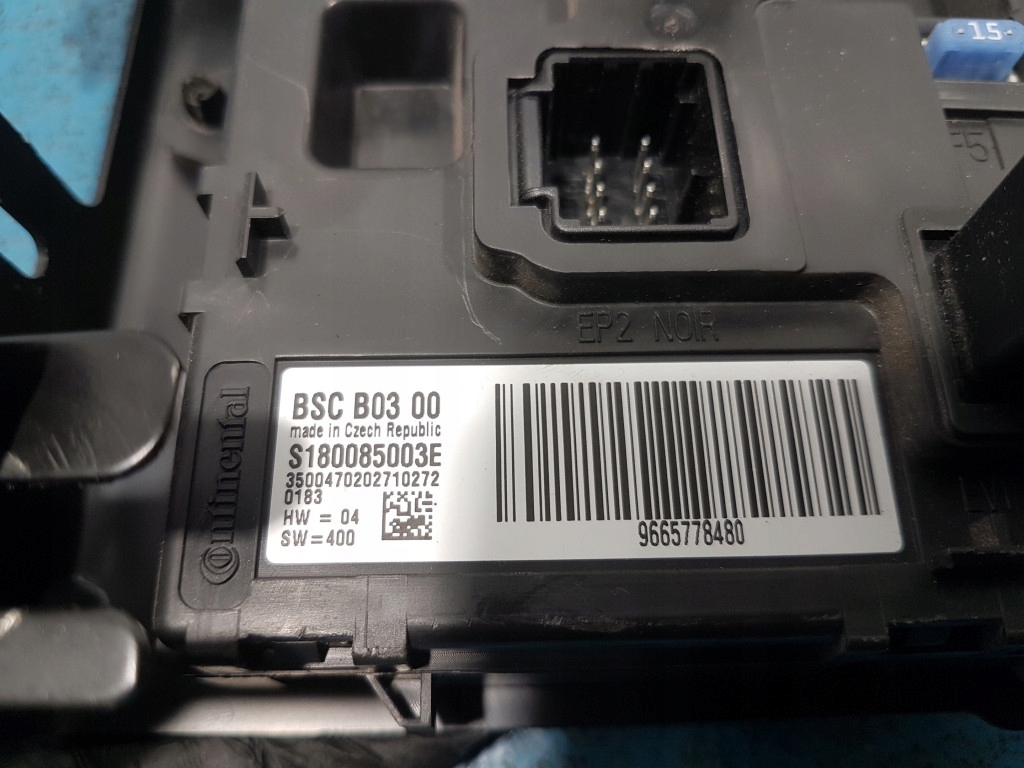 -15-
F5
EP2 NOIR
Continental
BSC B03 00
made in Czech Republic
S180085003E
3500470202710272
0183
HW = 04
SW=400
9665778480